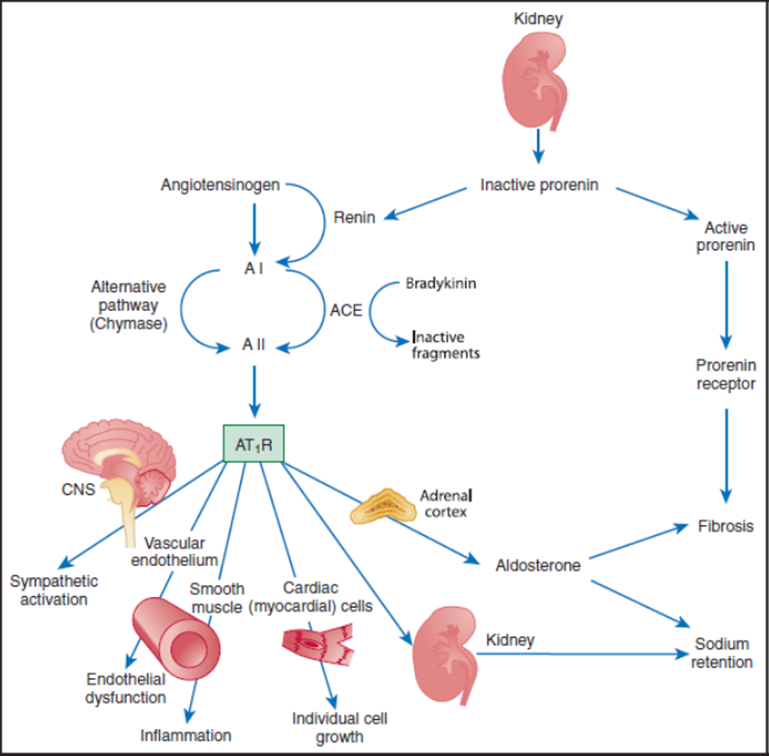 Kidney
Angiotensinogen
Inactive prorenin
Renin
Active
prorenin
A I
Alternative
pathway
(Chymase)
ACE
Bradykinin
Inactive
fragments
A II
Prorenin
receptor
AT₁R
CNS
Adrenal
cortex
Fibrosis
Vascular
endothelium
Aldosterone
Sympathetic
activation
Smooth
muscle
Cardiac
(myocardial) cells
Kidney
Sodium
retention
Endothelial
dysfunction
Inflammation
Individual cell
growth